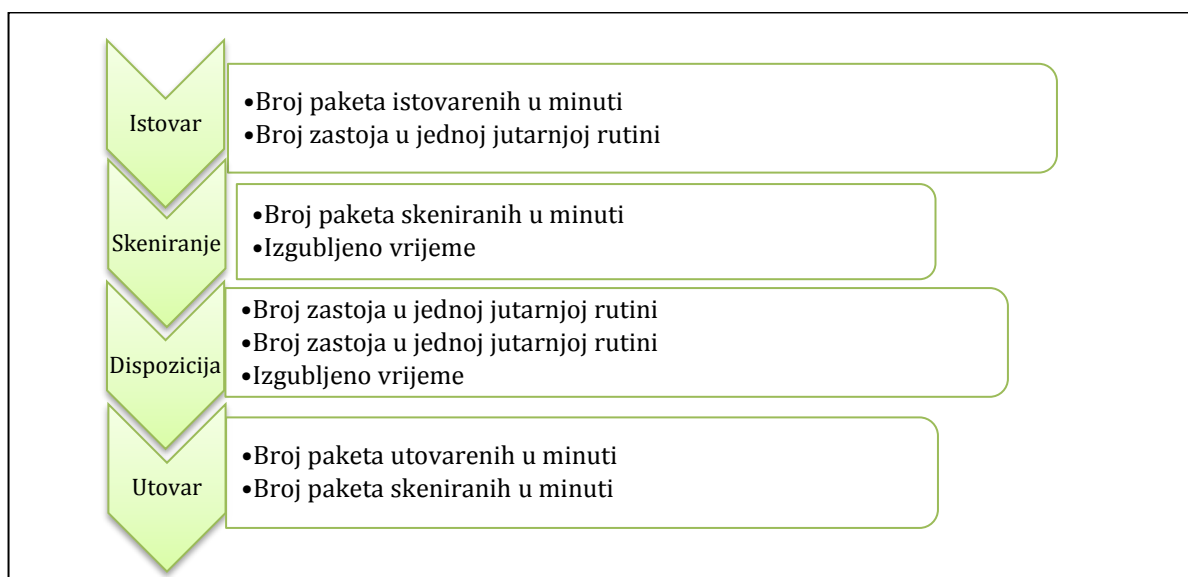 Istovar
•Broj paketa istovarenih u minuti
•Broj zastoja u jednoj jutarnjoj rutini
Skeniranje
•Broj paketa skeniranih u minuti
•Izgubljeno vrijeme
Dispozicija
•Broj zastoja u jednoj jutarnjoj rutini
•Broj zastoja u jednoj jutarnjoj rutini
•Izgubljeno vrijeme
Utovar
•Broj paketa utovarenih u minuti
•Broj paketa skeniranih u minuti